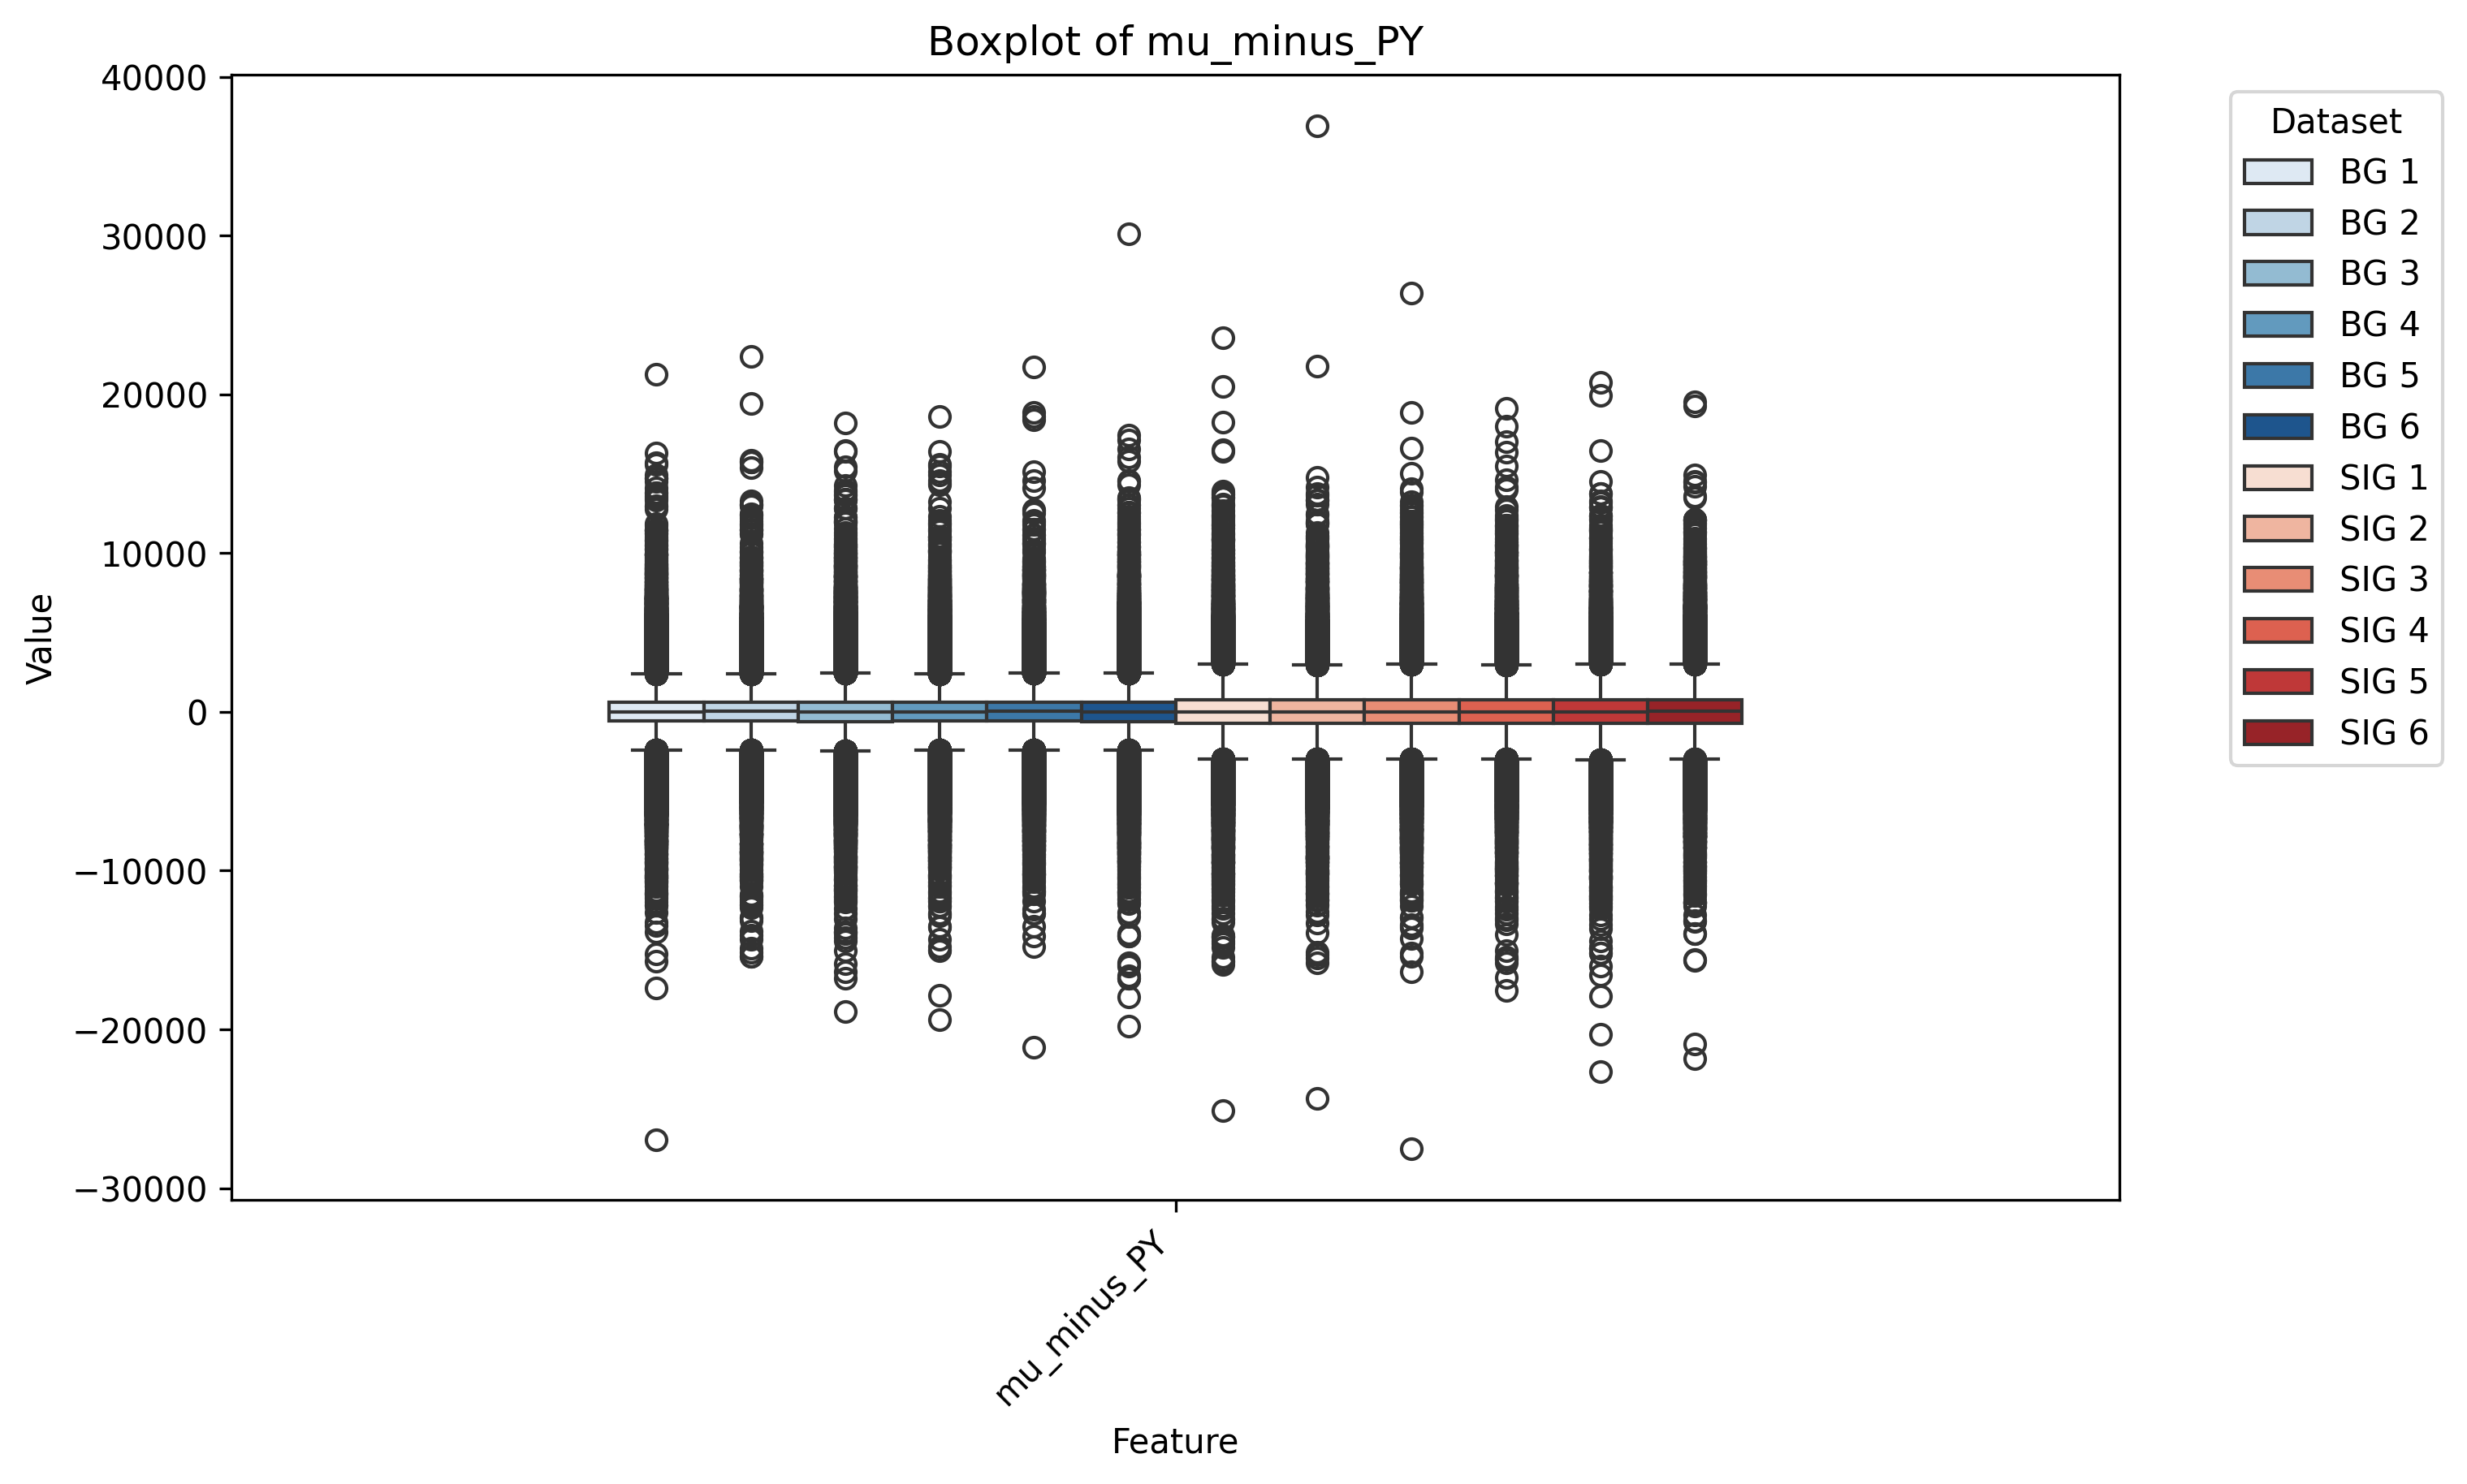 Boxplot of mu_minus_PY
40000
30000
20000
10000
0
−10000
−20000
−30000
Value
mu_minus_PY
Feature
Dataset
BG 1
BG 2
BG 3
BG 4
BG 5
BG 6
SIG 1
SIG 2
SIG 3
SIG 4
SIG 5
SIG 6